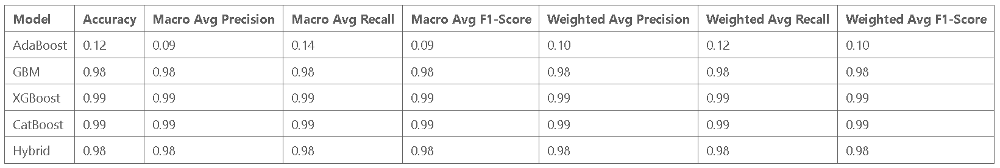 Model Accuracy Macro Avg Precision Macro Avg Recall Macro Avg F1-Score Weighted Avg Precision Weighted Avg Recall Weighted Avg F1-Score
AdaBoost 0.12 0.09 0.14 0.09 0.10 0.12 0.10
GBM 0.98 0.98 0.98 0.98 0.98 0.98 0.98
XGBoost 0.99 0.99 0.99 0.99 0.99 0.99 0.99
CatBoost 0.99 0.99 0.99 0.99 0.99 0.99 0.99
Hybrid 0.98 0.98 0.98 0.98 0.98 0.98 0.98